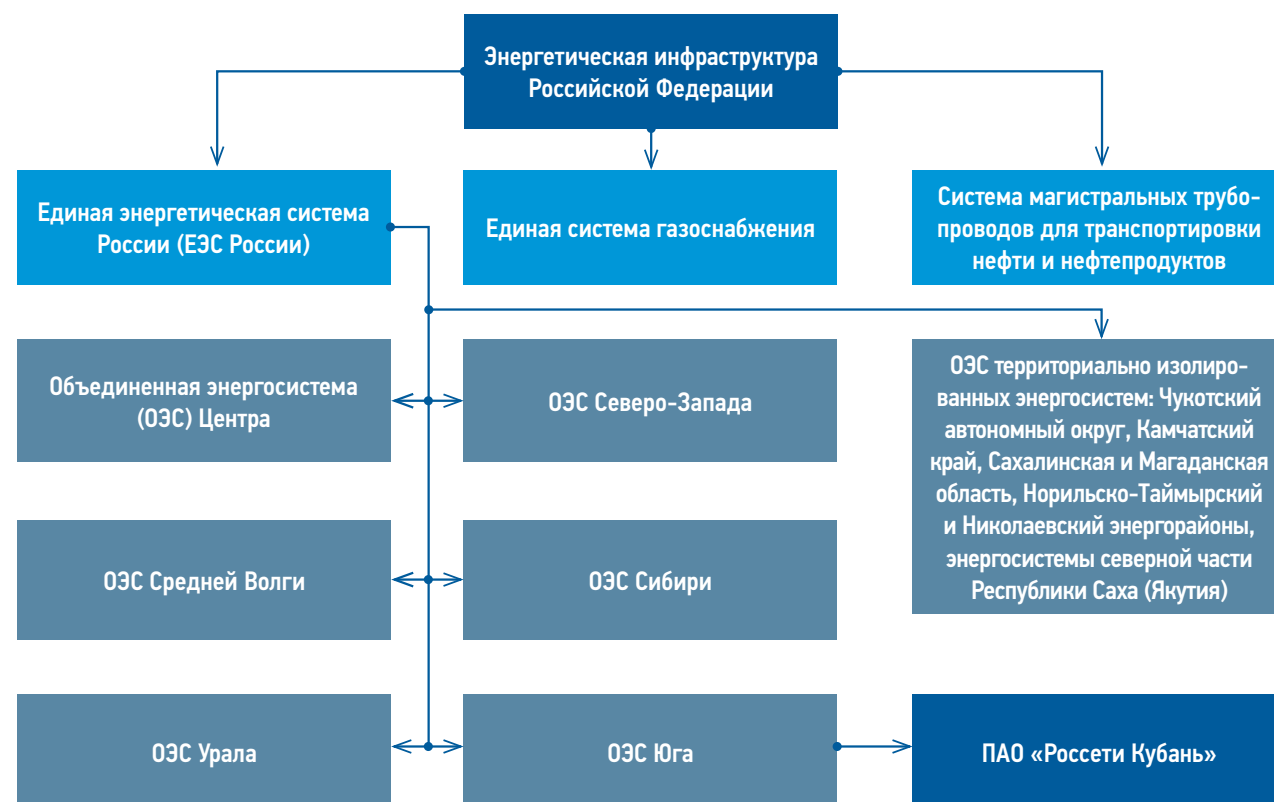 Энергетическая инфраструктура
Российской Федерации
Единая энергетическая система
России (ЕЭС России)
Единая система газоснабжения
Система магистральных трубо-
проводов для транспортировки
нефти и нефтепродуктов
Объединенная энергосистема
(ОЭС) Центра
ОЭС Северо-Запада
ОЭС территориально изолиро-
ванных энергосистем: Чукотский
автономный округ, Камчатский
край, Сахалинская и Магаданская
область, Норильско-Таймырский
и Николаевский энергорайоны,
энергосистемы северной части
Республики Саха (Якутия)
ОЭС Средней Волги
ОЭС Сибири
ОЭС Урала
ОЭС Юга
ПАО «Россети Кубань»